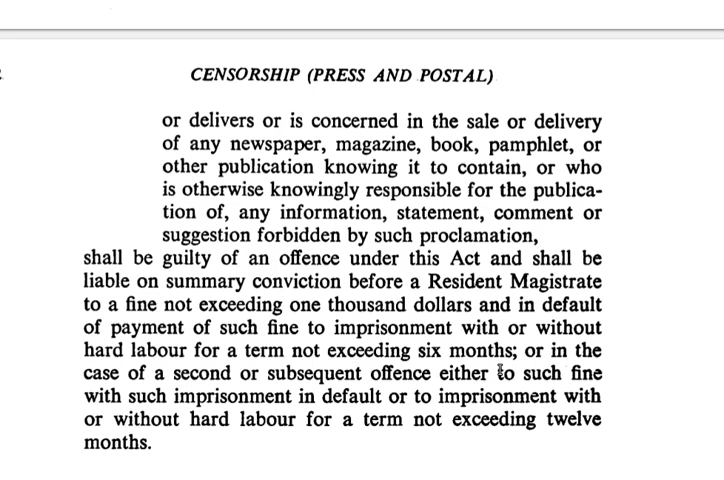 CENSORSHIP (PRESS AND POSTAL)
or delivers or is concerned in the sale or delivery
of any newspaper, magazine, book, pamphlet, or
other publication knowing it to contain, or who
is otherwise knowingly responsible for the publica-
tion of, any information, statement, comment or
suggestion forbidden by such proclamation,
shall be guilty of an offence under this Act and shall be
liable on summary conviction before a Resident Magistrate
to a fine not exceeding one thousand dollars and in default
of payment of such fine to imprisonment with or without
hard labour for a term not exceeding six months; or in the
case of a second or subsequent offence either to such fine
with such imprisonment in default or to imprisonment with
or without hard labour for a term not exceeding twelve
months.